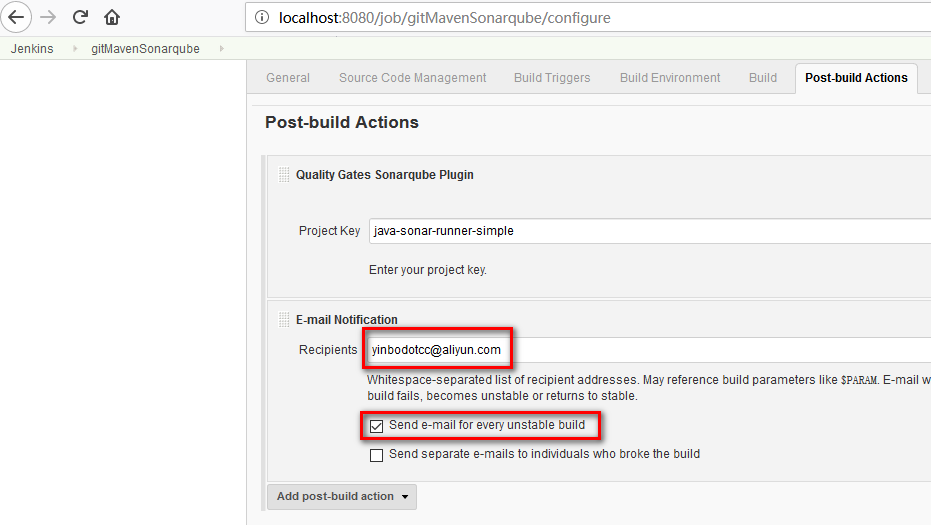 localhost:8080/job/gitMavenSonarqube/configure
Jenkins gitMavenSonarqube
General Source Code Management Build Triggers Build Environment Build Post-build Actions
Post-build Actions
Quality Gates Sonarqube Plugin
Project Key java-sonar-runner-simple
Enter your project key.
E-mail Notification
Recipients yinbodotcc@aliyun.com
Whitespace-separated list of recipient addresses. May reference build parameters like $PARAM. E-mail w
build fails, becomes unstable or returns to stable.
Send e-mail for every unstable build
Send separate e-mails to individuals who broke the build
Add post-build action